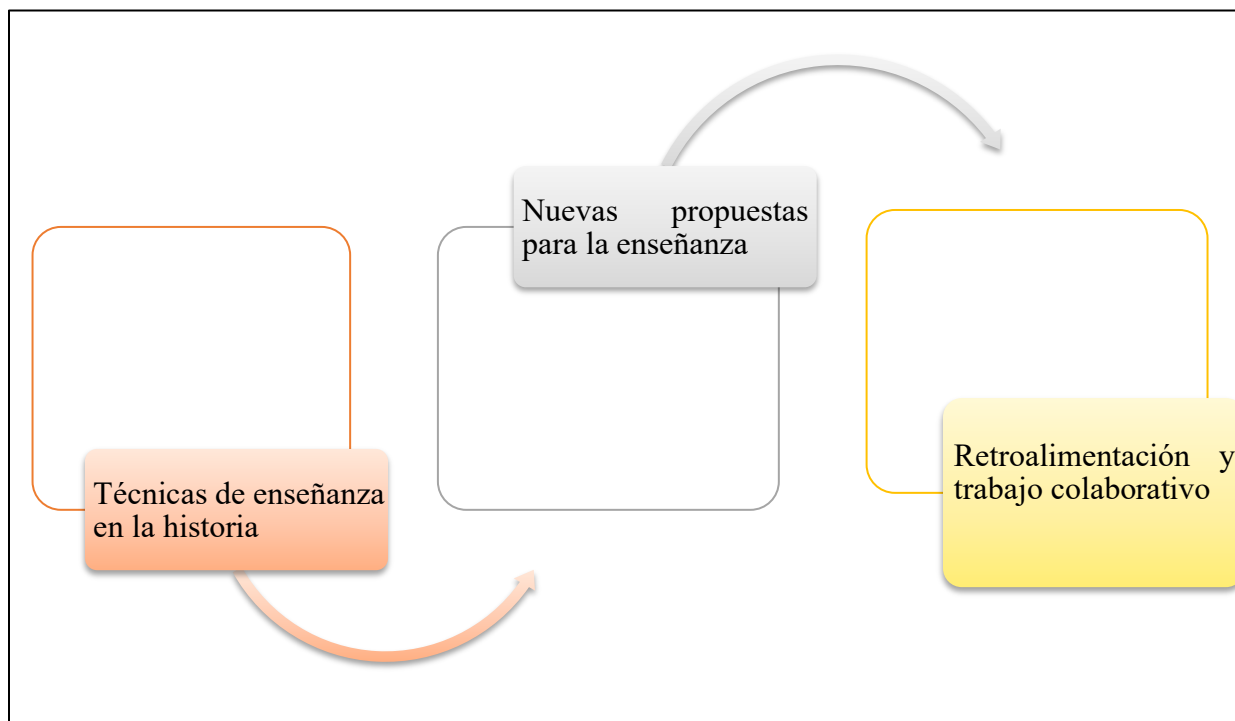 Técnicas de enseñanza
en la historia
Nuevas propuestas
para la enseñanza
Retroalimentación y
trabajo colaborativo